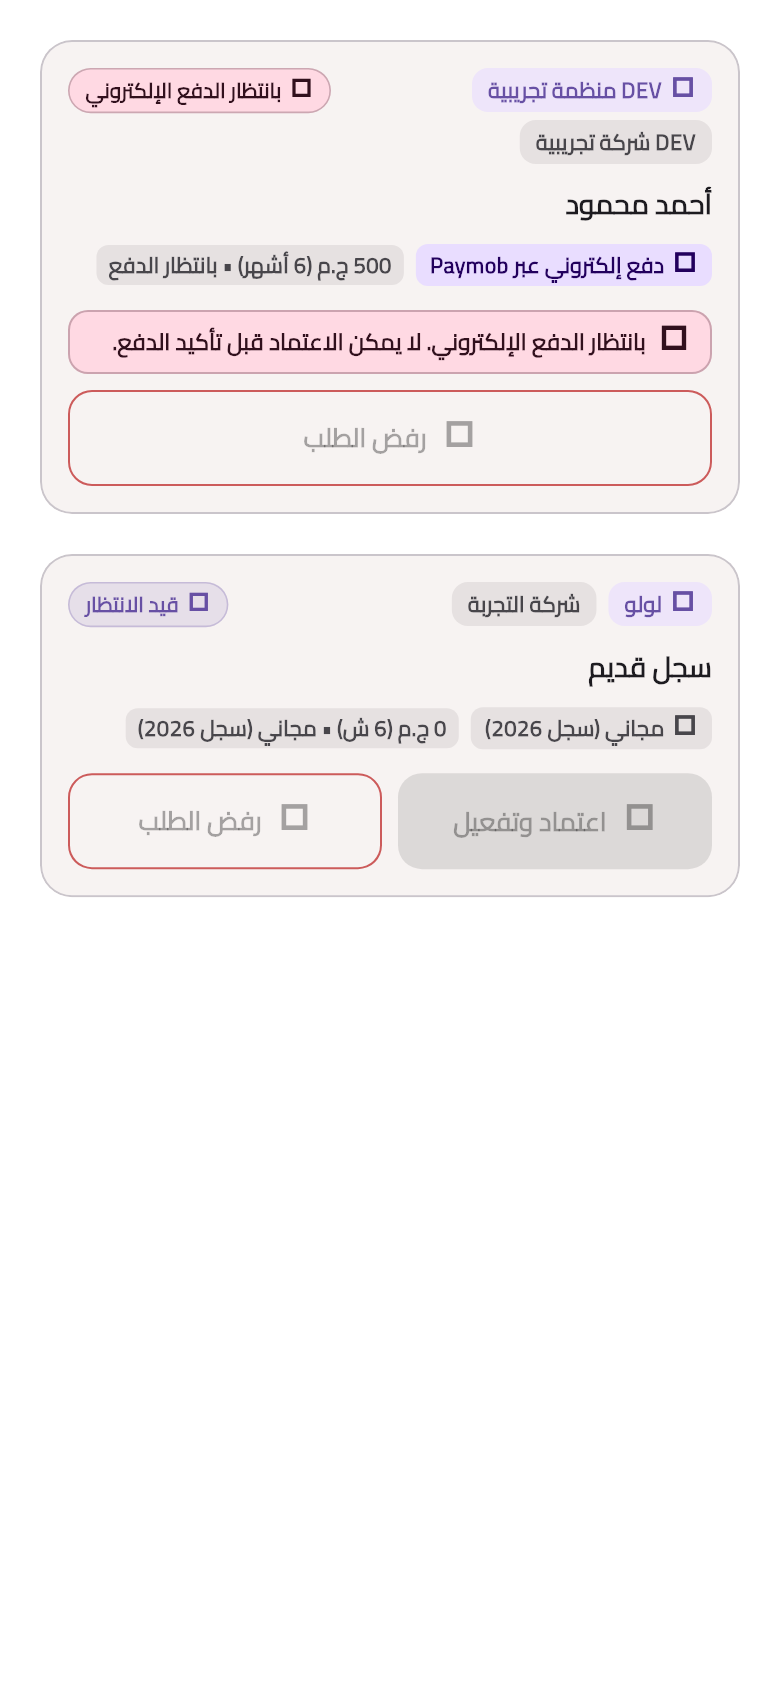 DEV منظمة تجريبية
بانتظار الدفع الإلكتروني
DEV شركة تجريبية
أحمد محمود
دفع إلكتروني عبر Paymob
500 ج.م (6 أشهر) • بانتظار الدفع
بانتظار الدفع الإلكتروني. لا يمكن الاعتماد قبل تأكيد الدفع.
رفض الطلب
لولو
شركة التجربة
قيد الانتظار
سجل قديم
مجاني (سجل 2026)
0 ج.م (6 ش) • مجاني (سجل 2026)
اعتماد وتفعيل
رفض الطلب